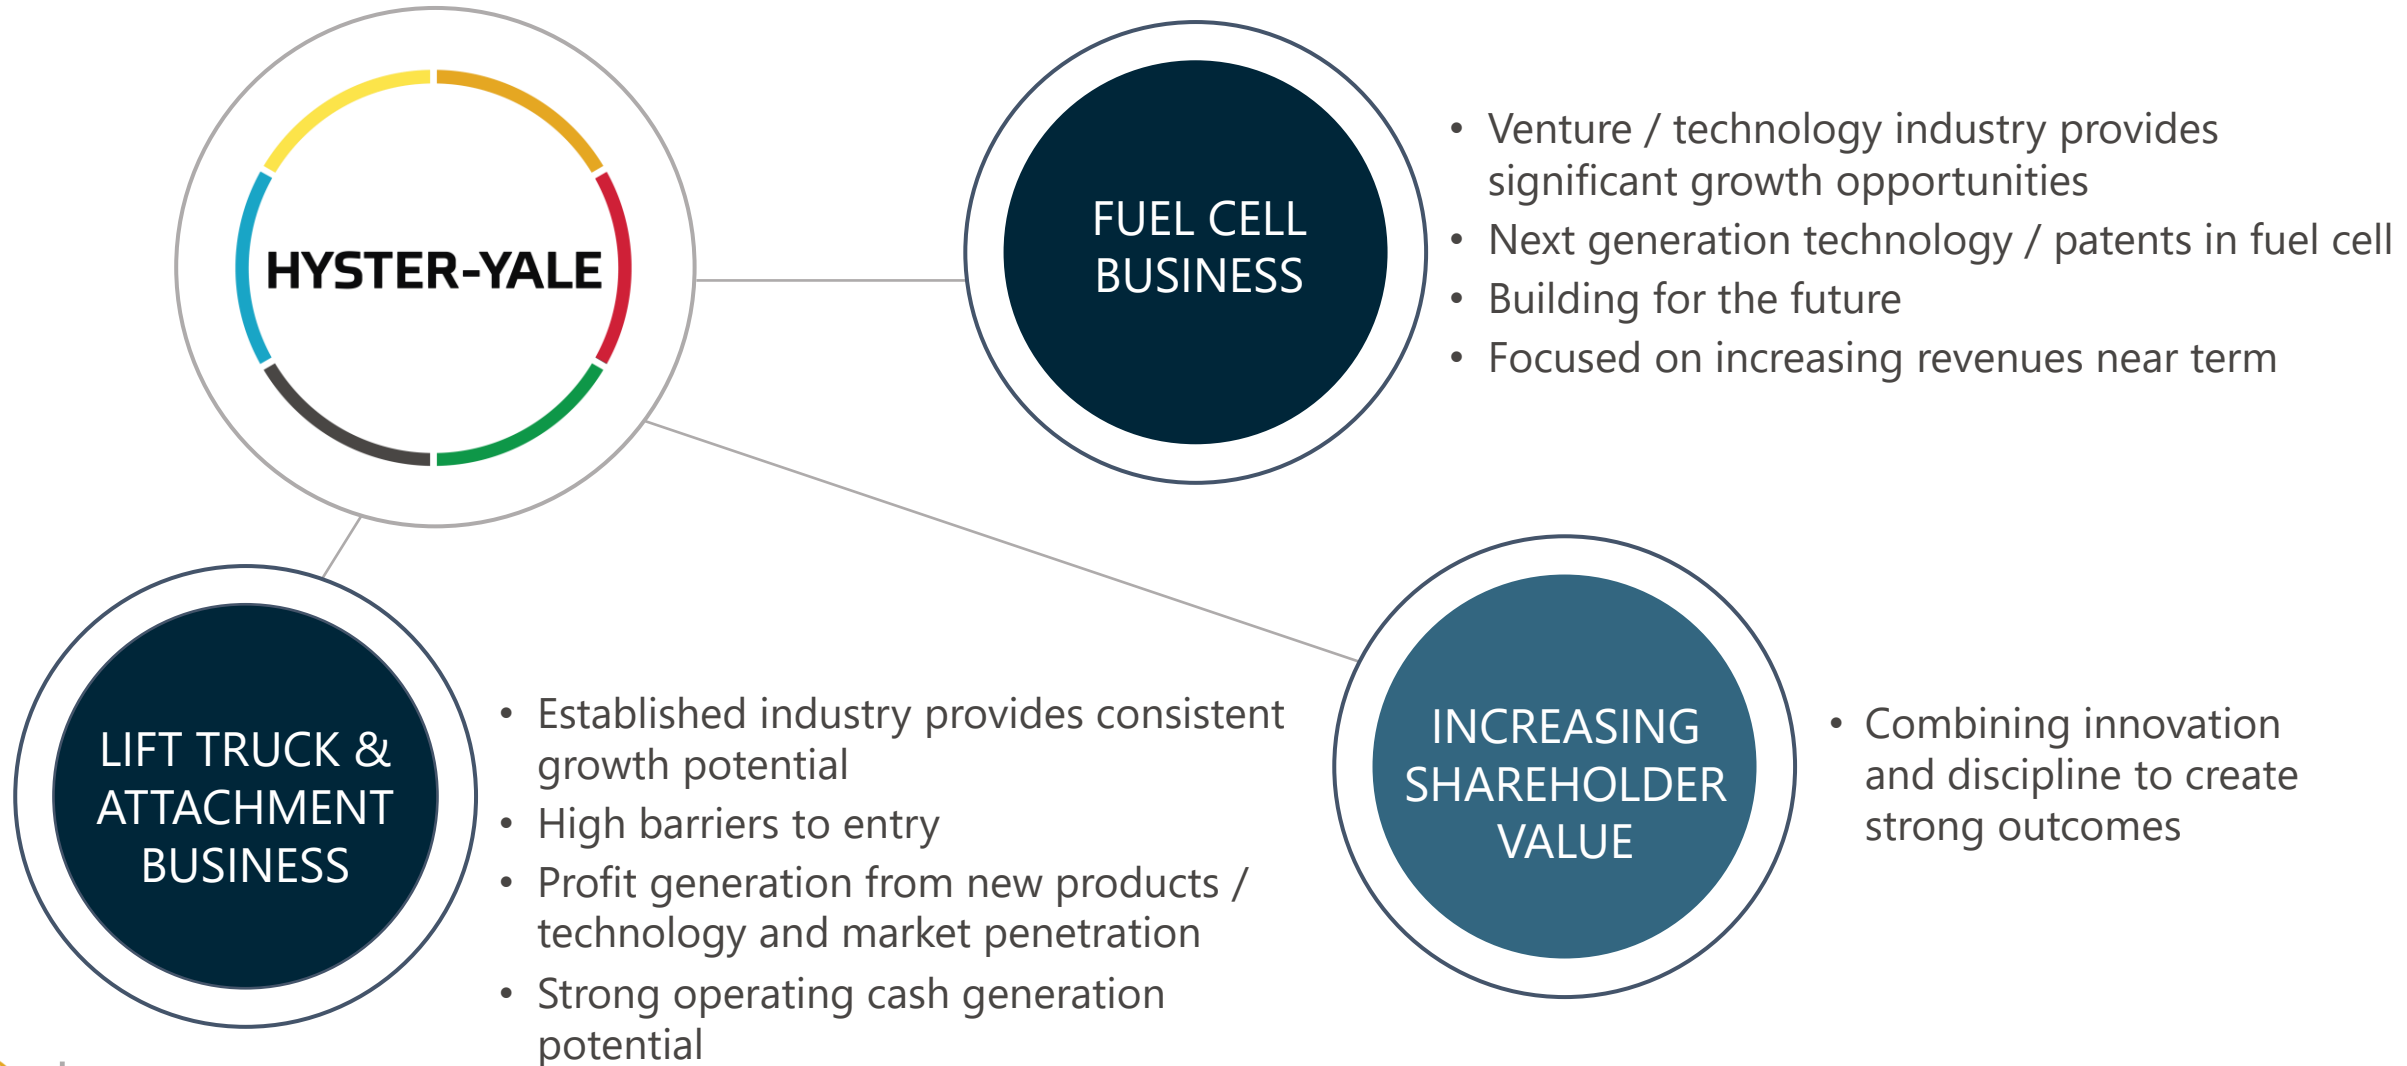 HYSTER-YALE
FUEL CELL
BUSINESS
• Venture / technology industry provides
significant growth opportunities
• Next generation technology / patents in fuel cell
• Building for the future
• Focused on increasing revenues near term
LIFT TRUCK &
ATTACHMENT
BUSINESS
• Established industry provides consistent
growth potential
• High barriers to entry
• Profit generation from new products /
technology and market penetration
• Strong operating cash generation
potential
INCREASING
SHAREHOLDER
VALUE
• Combining innovation
and discipline to create
strong outcomes